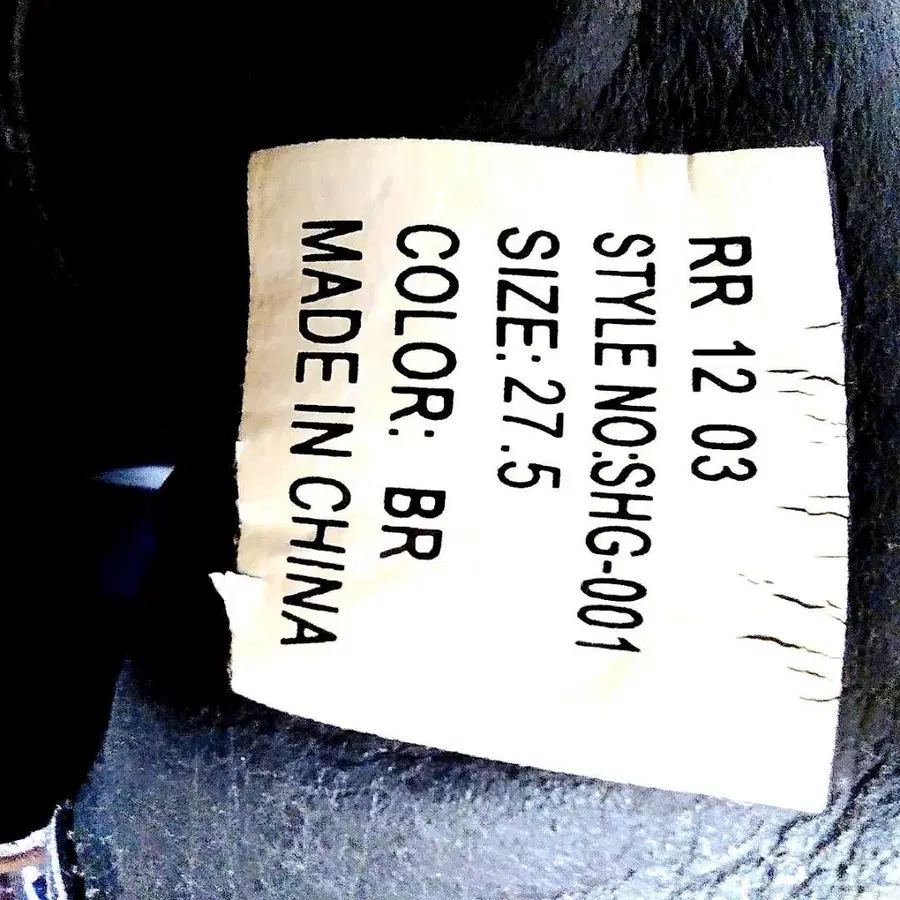 RR 12 03
STYLE NO:SHG-001
SIZE: 27.5
COLOR: BR
MADE IN CHINA